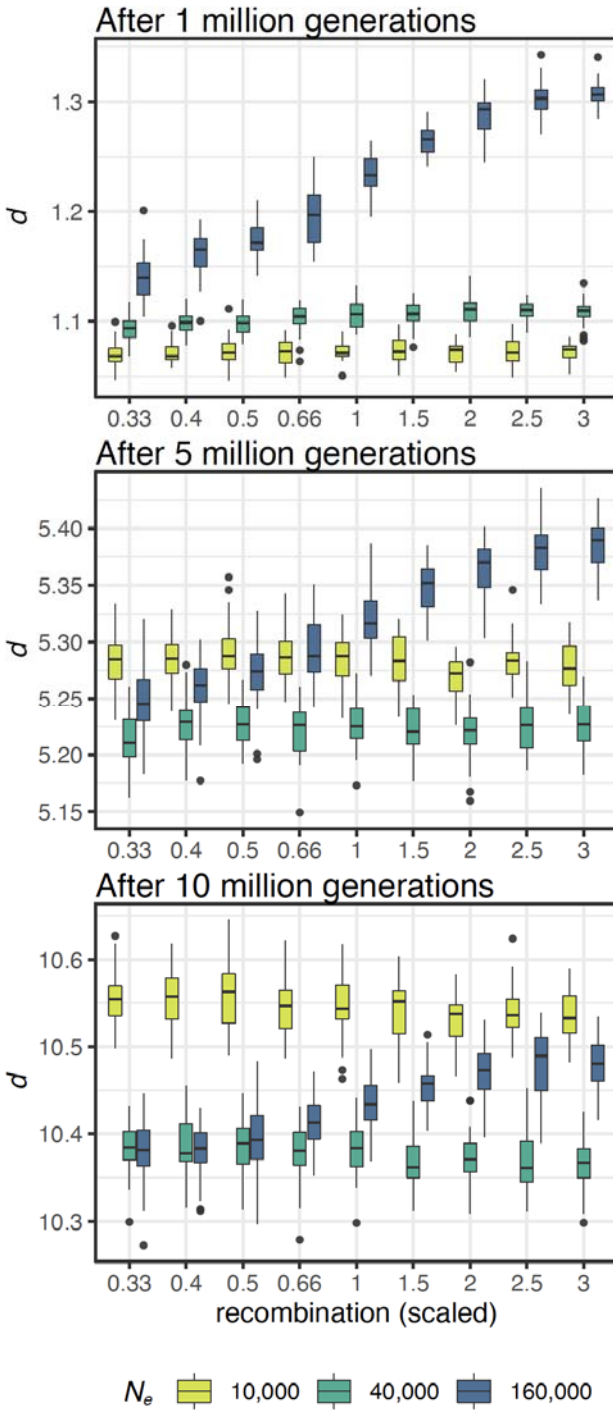 After 1 million generations
1.3
1.2
1.1
d
0.33 0.4 0.5 0.66 1 1.5 2 2.5 3
After 5 million generations
5.40
5.35
5.30
5.25
5.20
5.15
d
0.33 0.4 0.5 0.66 1 1.5 2 2.5 3
After 10 million generations
10.6
10.5
10.4
10.3
d
0.33 0.4 0.5 0.66 1 1.5 2 2.5 3
recombination (scaled)
Ne 10,000 40,000 160,000